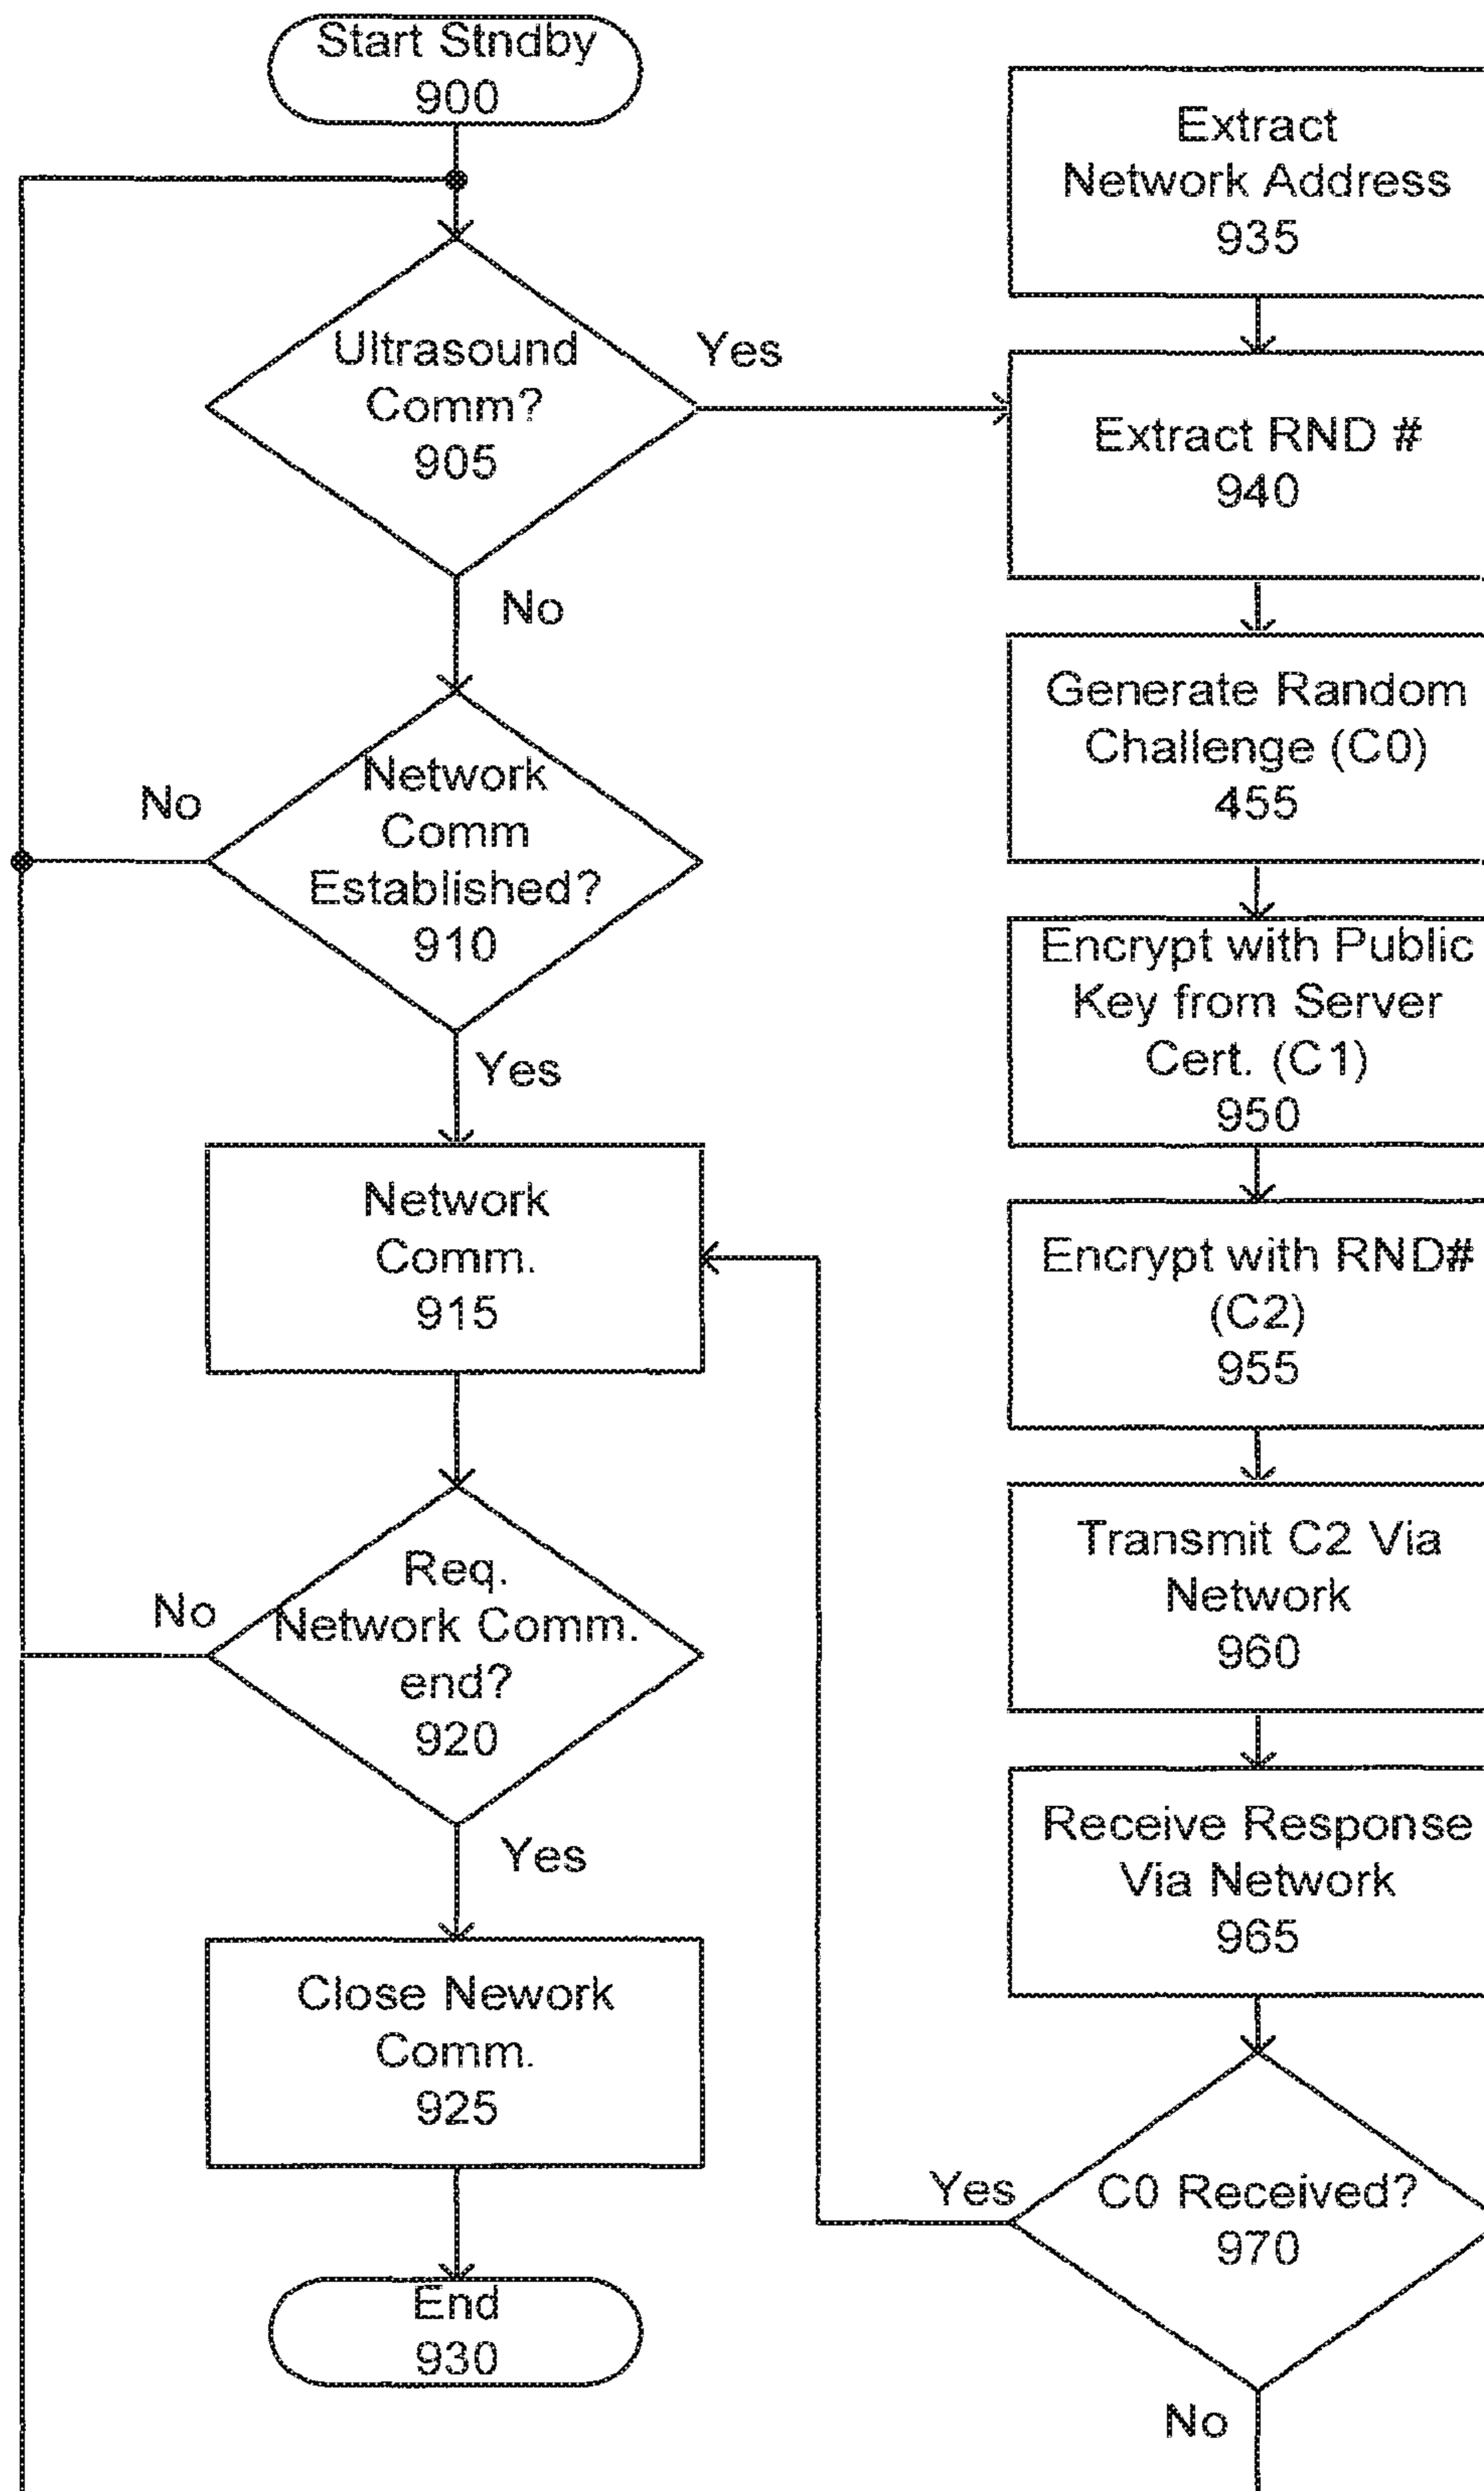 Start Stndby
900
Ultrasound
Comm?
905
Yes
No
Network
Comm
Established?
910
No
Yes
Network
Comm.
915
Req.
Network Comm.
end?
920
No
Yes
Close Nework
Comm.
925
End
930
Extract
Network Address
935
Extract RND #
940
Generate Random
Challenge (C0)
455
Encrypt with Public
Key from Server
Cert. (C1)
950
Encrypt with RND#
(C2)
955
Transmit C2 Via
Network
960
Receive Response
Via Network
965
C0 Received?
970
Yes
No